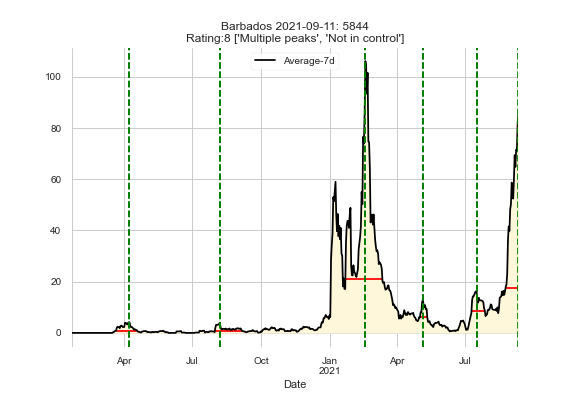 Barbados 2021-09-11: 5844
Rating:8 ['Multiple peaks', 'Not in control']
Average-7d
100
80
60
40
20
0
Apr Jul Oct Jan Apr Jul
2021
Date